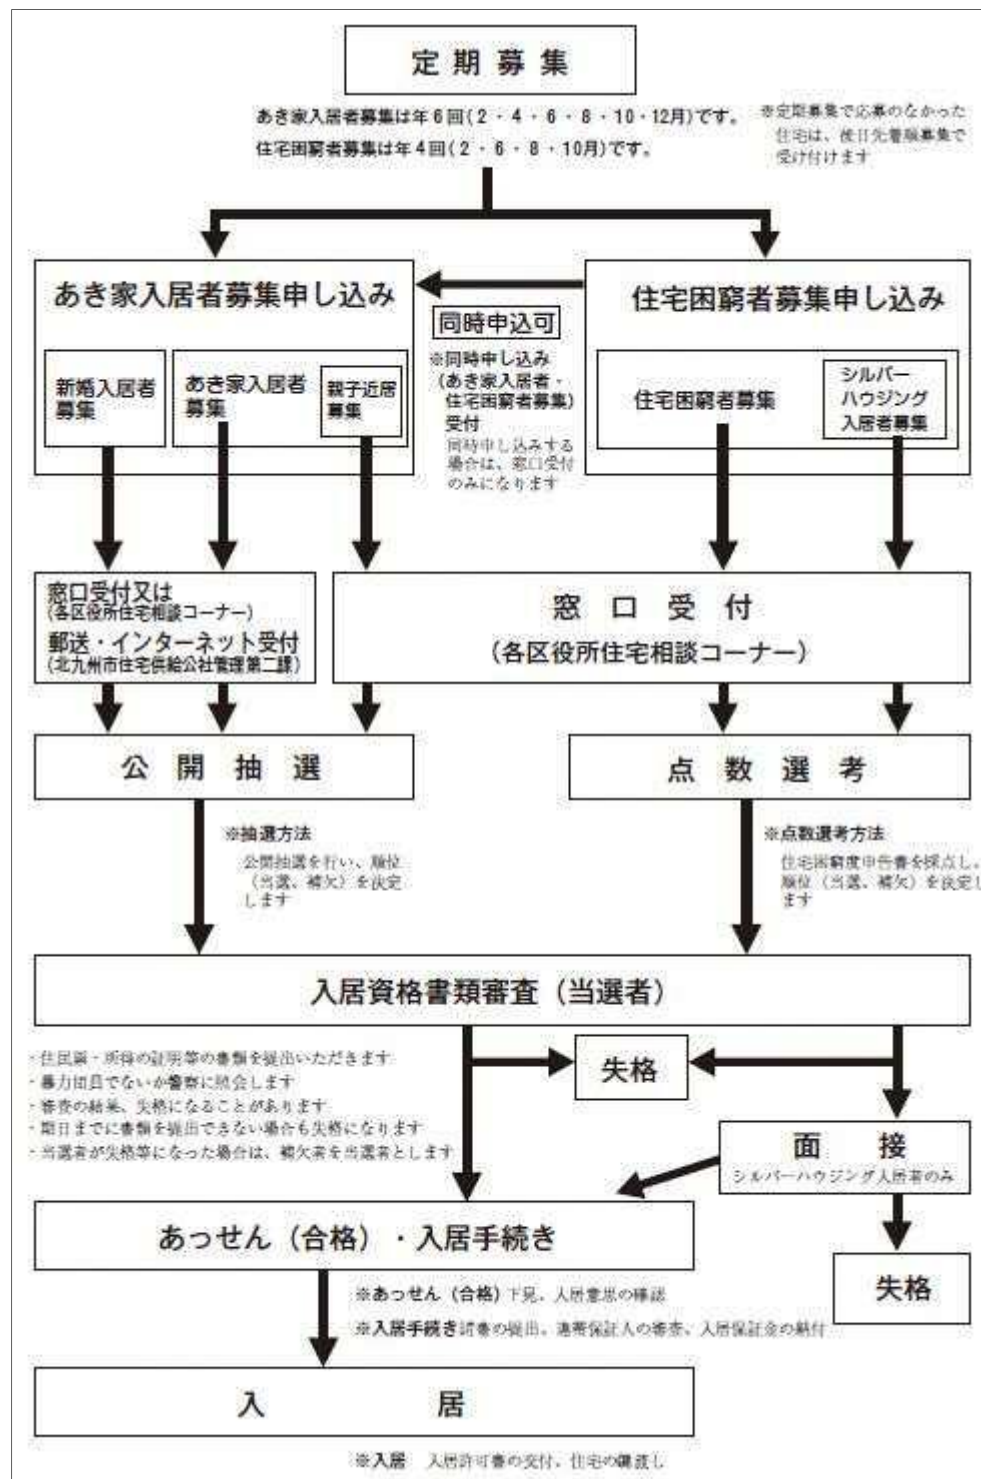 定期募集
あき家入居者募集は年6回(2・4・6・8・10・12月)です。
住宅困窮者募集は年4回(2・6・8・10月)です。
※定期募集で応募のなかった
住宅は、後日先着順募集で
受け付けます
あき家入居者募集申し込み
同時申込可
住宅困窮者募集申し込み
新婚入居者
募集
あき家入居者
募集
親子近居
募集
※同時申し込み
(あき家入居者・
住宅困窮者募集)
受付
同時申し込みする
場合は、窓口受付
のみになります
住宅困窮者募集
シルバー
ハウジング
入居者募集
窓口受付又は
(各区役所住宅相談コーナー)
郵送・インターネット受付
(北九州市住宅供給公社管理第二課)
窓口受付
(各区役所住宅相談コーナー)
公開抽選
点数選考
※抽選方法
公開抽選を行い、順位
(当選、補欠)を決定
します
※点数選考方法
住宅困窮度申告書を採点し、
順位(当選、補欠)を決定し
ます
入居資格書類審査(当選者)
・住民票・所得の証明等の書類を提出いただきます
・暴力団員でないか警察に照会します
・審査の結果、失格になることがあります
・期日までに書類を提出できない場合も失格になります
・当選者が失格等になった場合は、補欠者を当選者とします
失格
面接
シルバーハウジング入居者のみ
あっせん(合格)・入居手続き
失格
※あっせん(合格)下見、入居意思の確認
※入居手続き 請書の提出、連帯保証人の審査、入居保証金の納付
入居
※入居 入居許可書の交付、住宅の鍵渡し